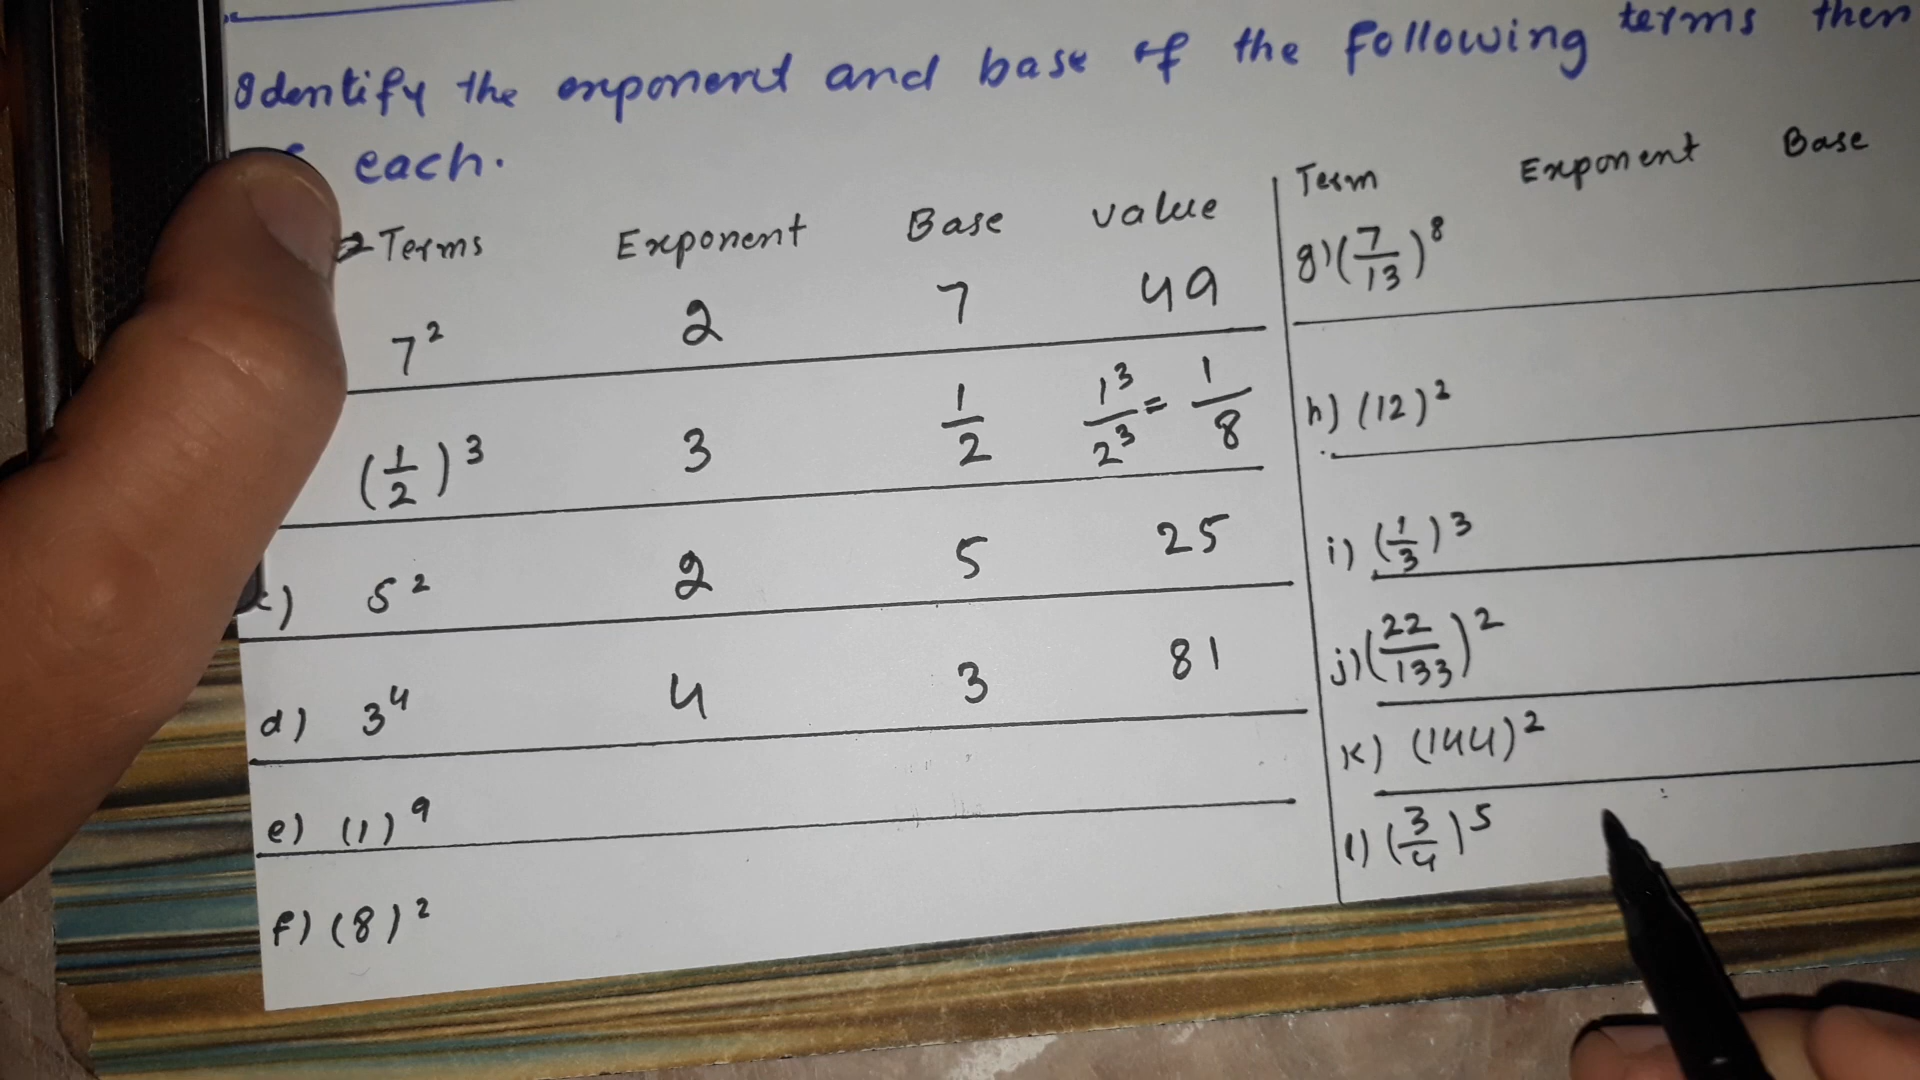 Identify the exponent and base of the following terms then
each.
Terms Exponent Base value
7² 2 7 49
(1/2)³ 3 1/2 1³/2³ = 1/8
c) 5² 2 5 25
d) 3⁴ 4 3 81
e) (1)⁹
f) (8)²
Term Exponent Base
g) (7/13)⁸
h) (12)²
i) (1/3)³
j) (22/133)²
k) (144)²
l) (3/4)⁵